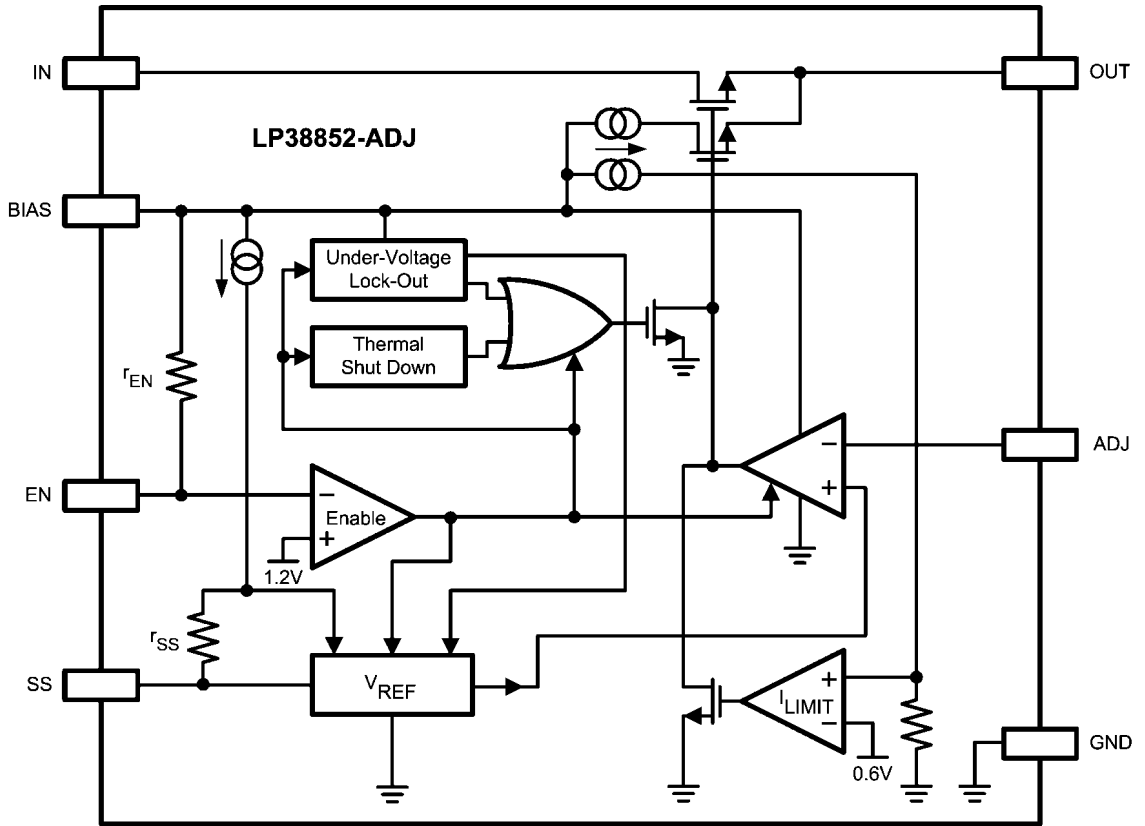 IN
OUT
LP38852-ADJ
BIAS
Under-Voltage
Lock-Out
Thermal
Shut Down
rEN
ADJ
−
+
EN
−
Enable
+
1.2V
rSS
SS
VREF
+
ILIMIT
−
0.6V
GND